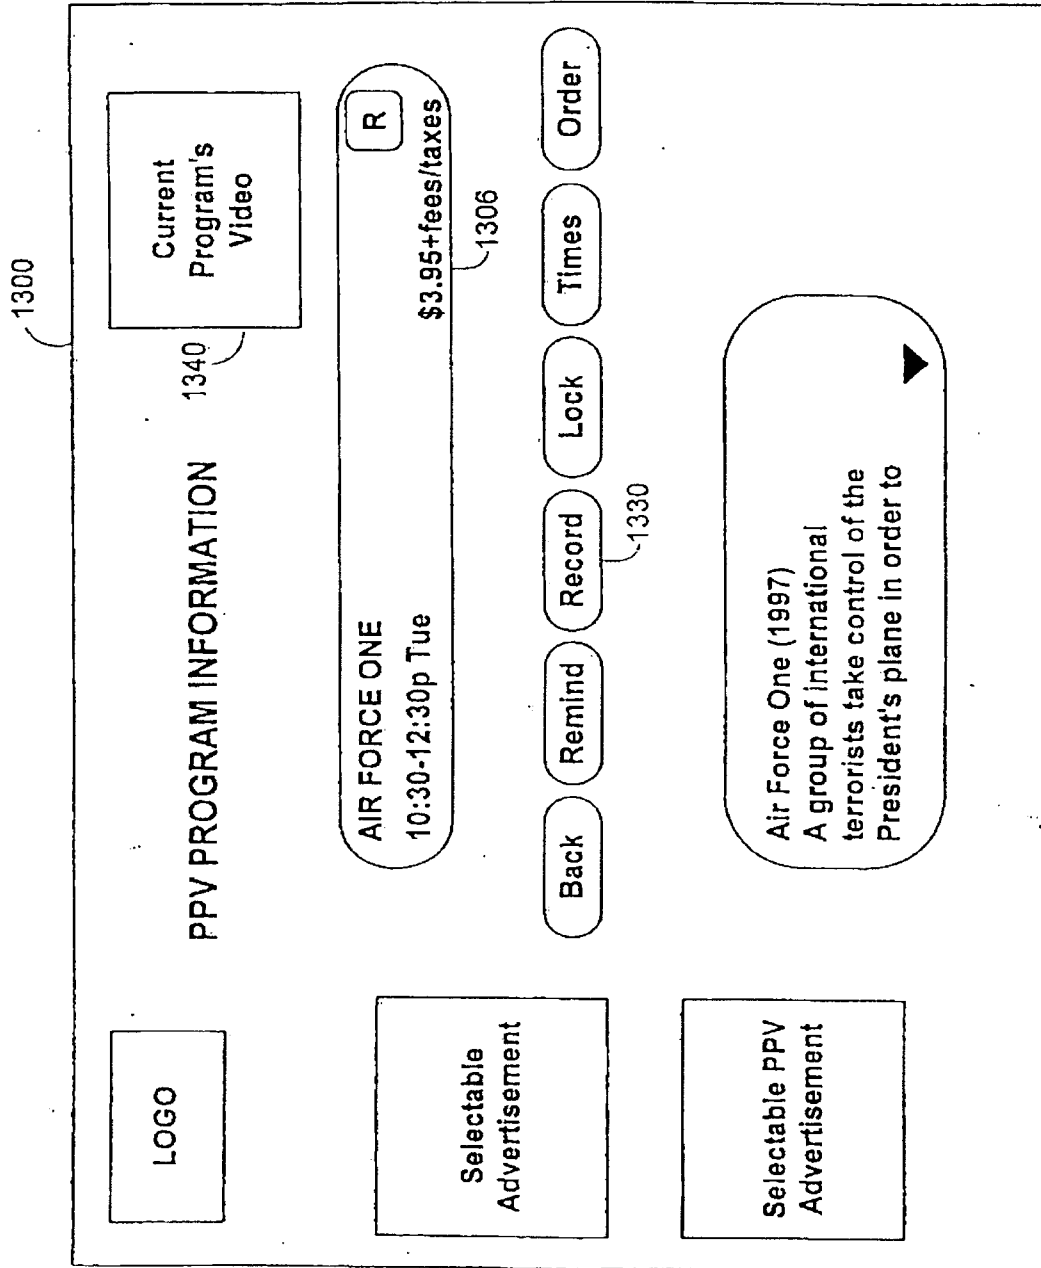 1300
LOGO
PPV PROGRAM INFORMATION
1340
Current
Program's
Video
AIR FORCE ONE
R
10:30-12:30p Tue
$3.95+fees/taxes
1306
Selectable
Advertisement
Back
Remind
Record
Lock
Times
Order
1330
Selectable PPV
Advertisement
Air Force One (1997)
A group of international
terrorists take control of the
President's plane in order to